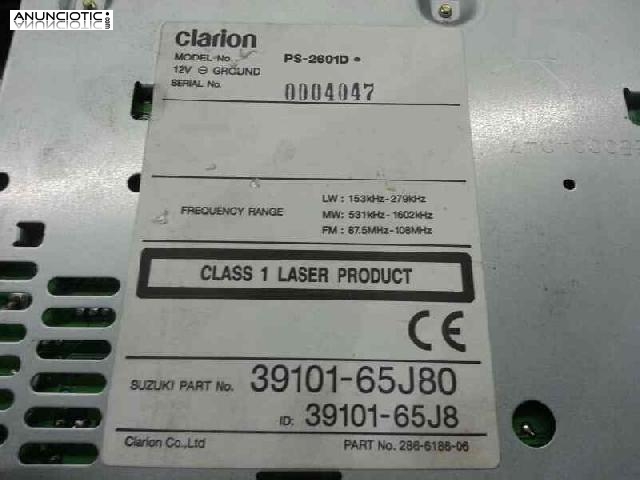 ANUNCIOTIC.
clarion
MODEL-No. PS-2601D
12V ⊖ GROUND
SERIAL No. 0004047
FREQUENCY RANGE
LW : 153kHz-279kHz
MW: 531kHz-1602kHz
FM : 87.5MHz-108MHz
CLASS 1 LASER PRODUCT
CE
SUZUKI PART No. 39101-65J80
ID: 39101-65J8
Clarion Co.,Ltd PART No. 286-6186-06